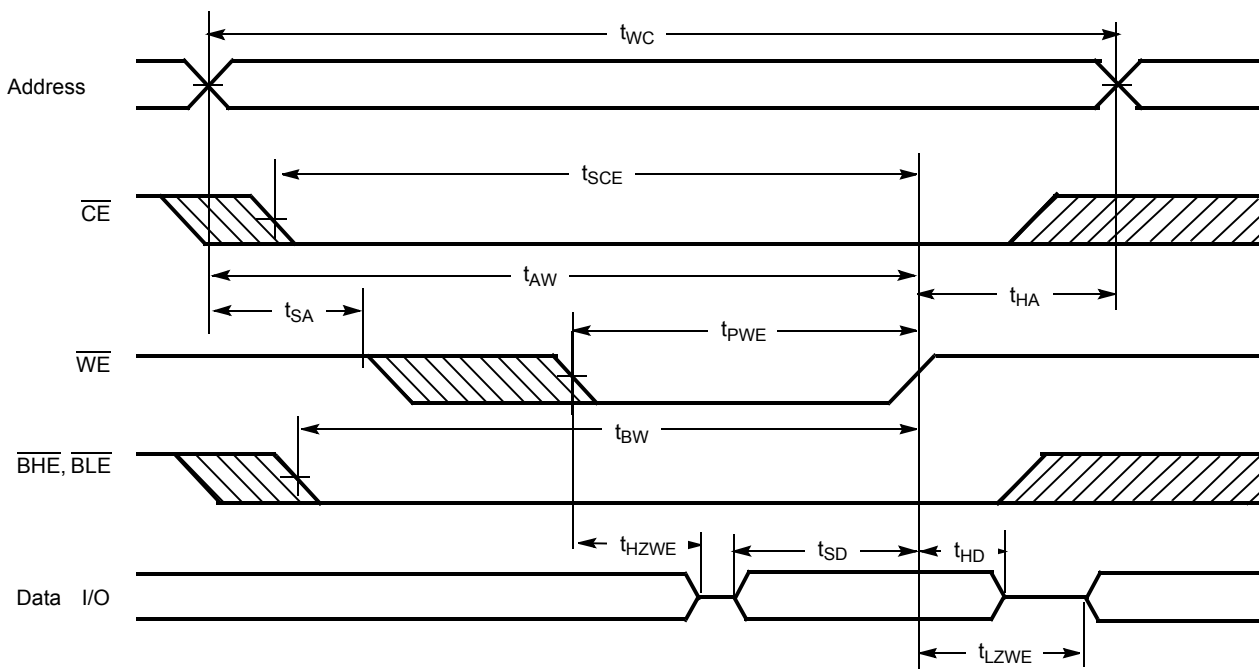 tWC
Address
tSCE
CE
tAW
tSA
tHA
tPWE
WE
tBW
BHE, BLE
tHZWE
tSD
tHD
Data I/O
tLZWE